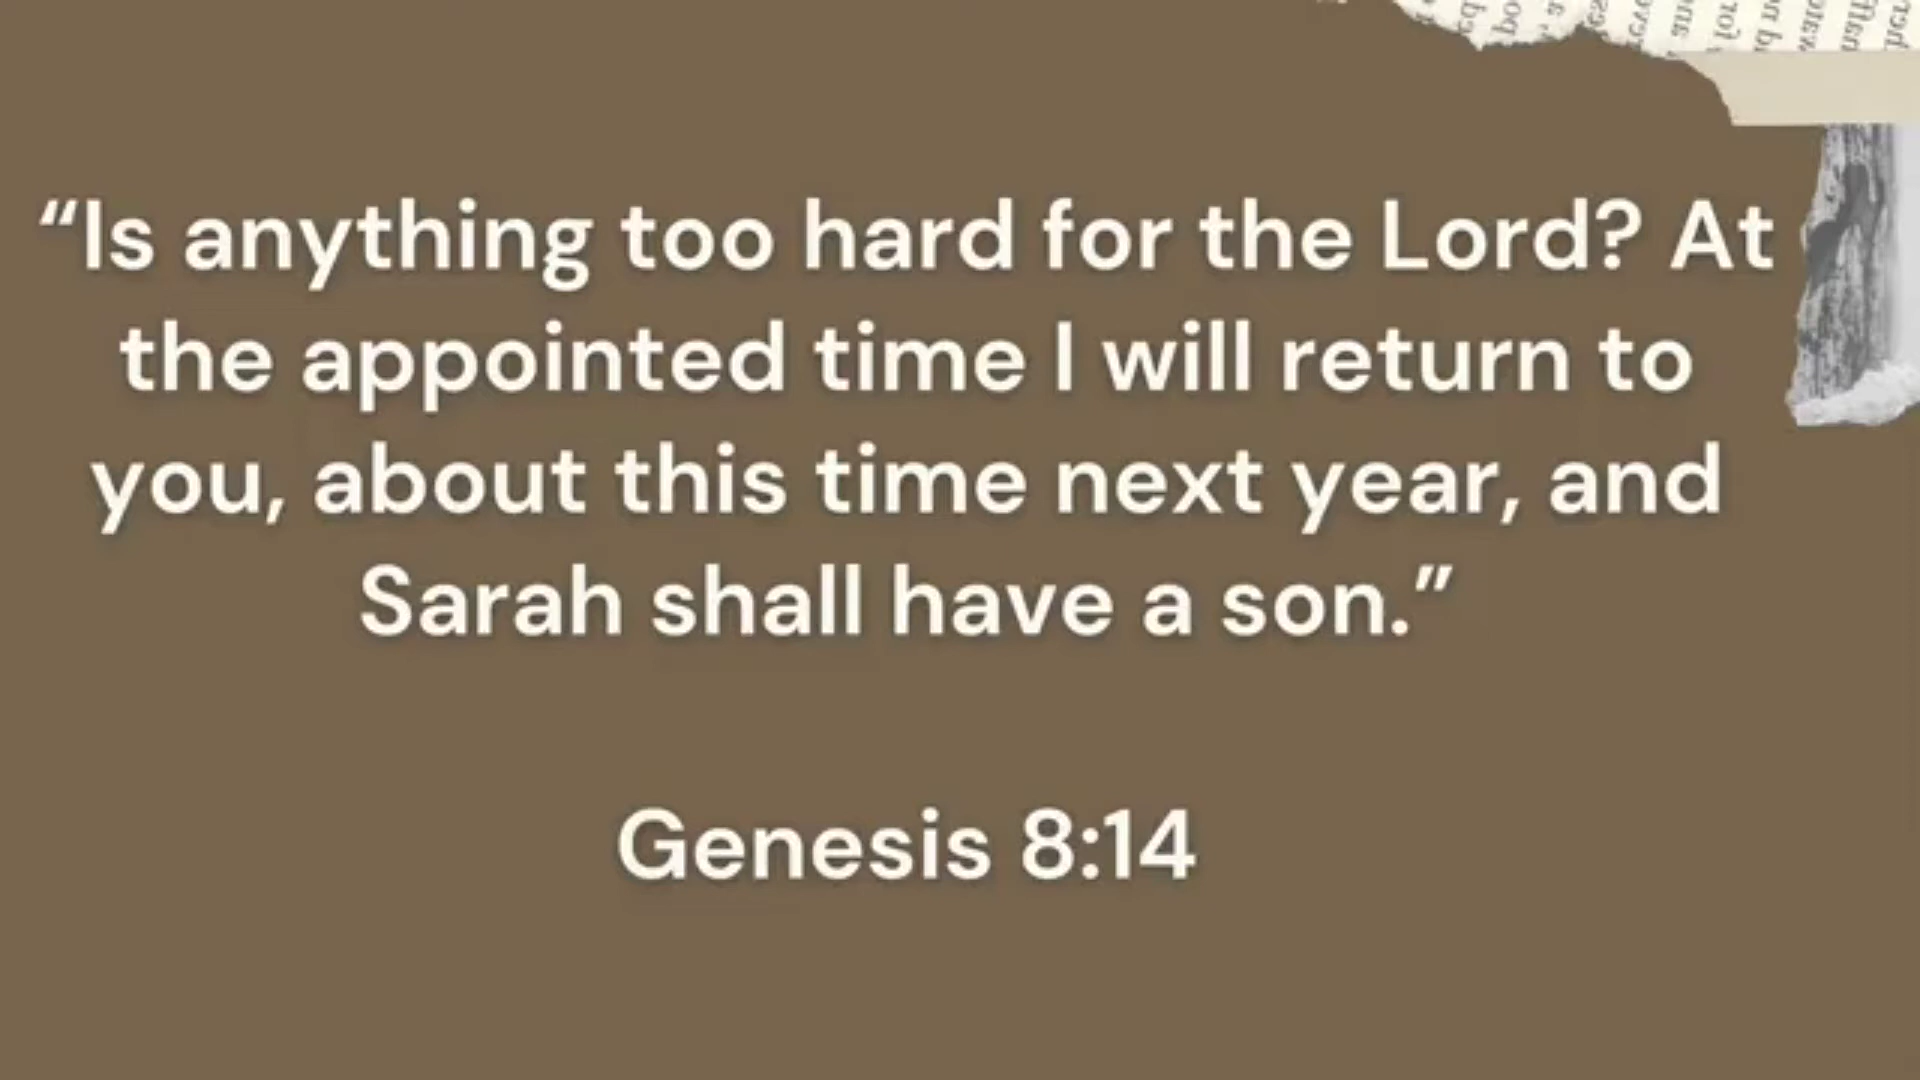 “Is anything too hard for the Lord? At
the appointed time I will return to
you, about this time next year, and
Sarah shall have a son.”
Genesis 8:14